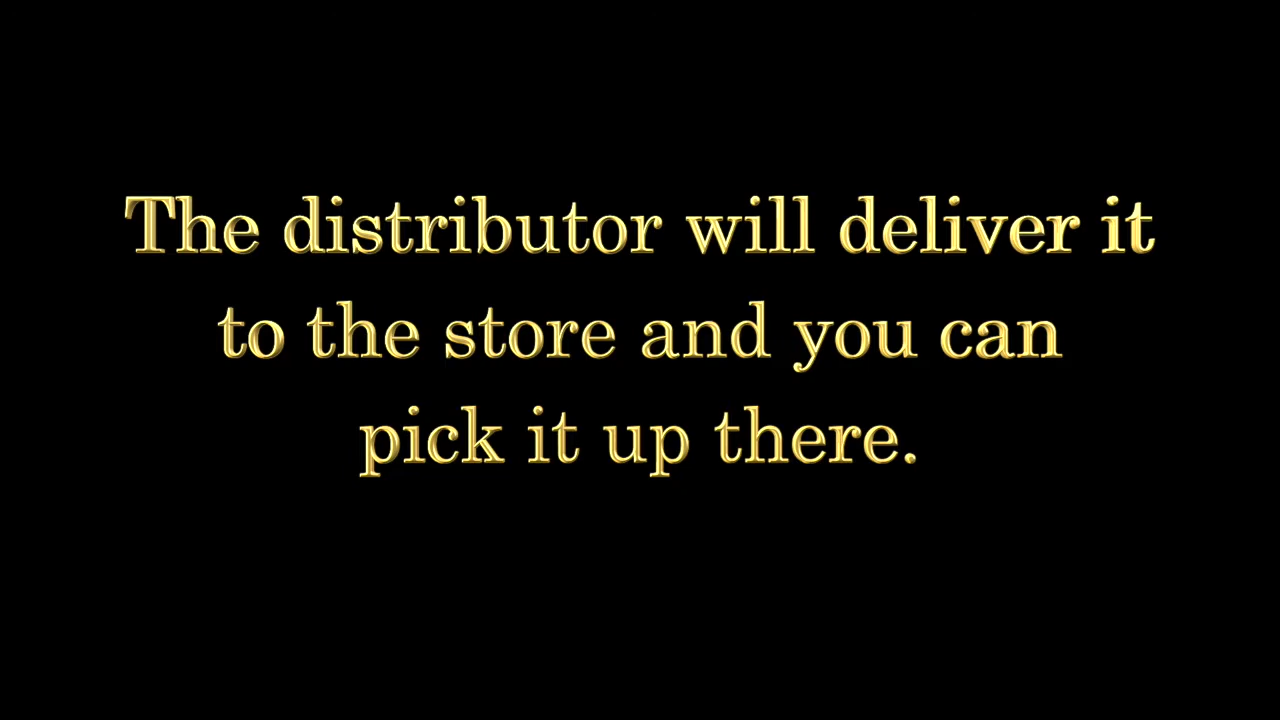 The distributor will deliver it
to the store and you can
pick it up there.